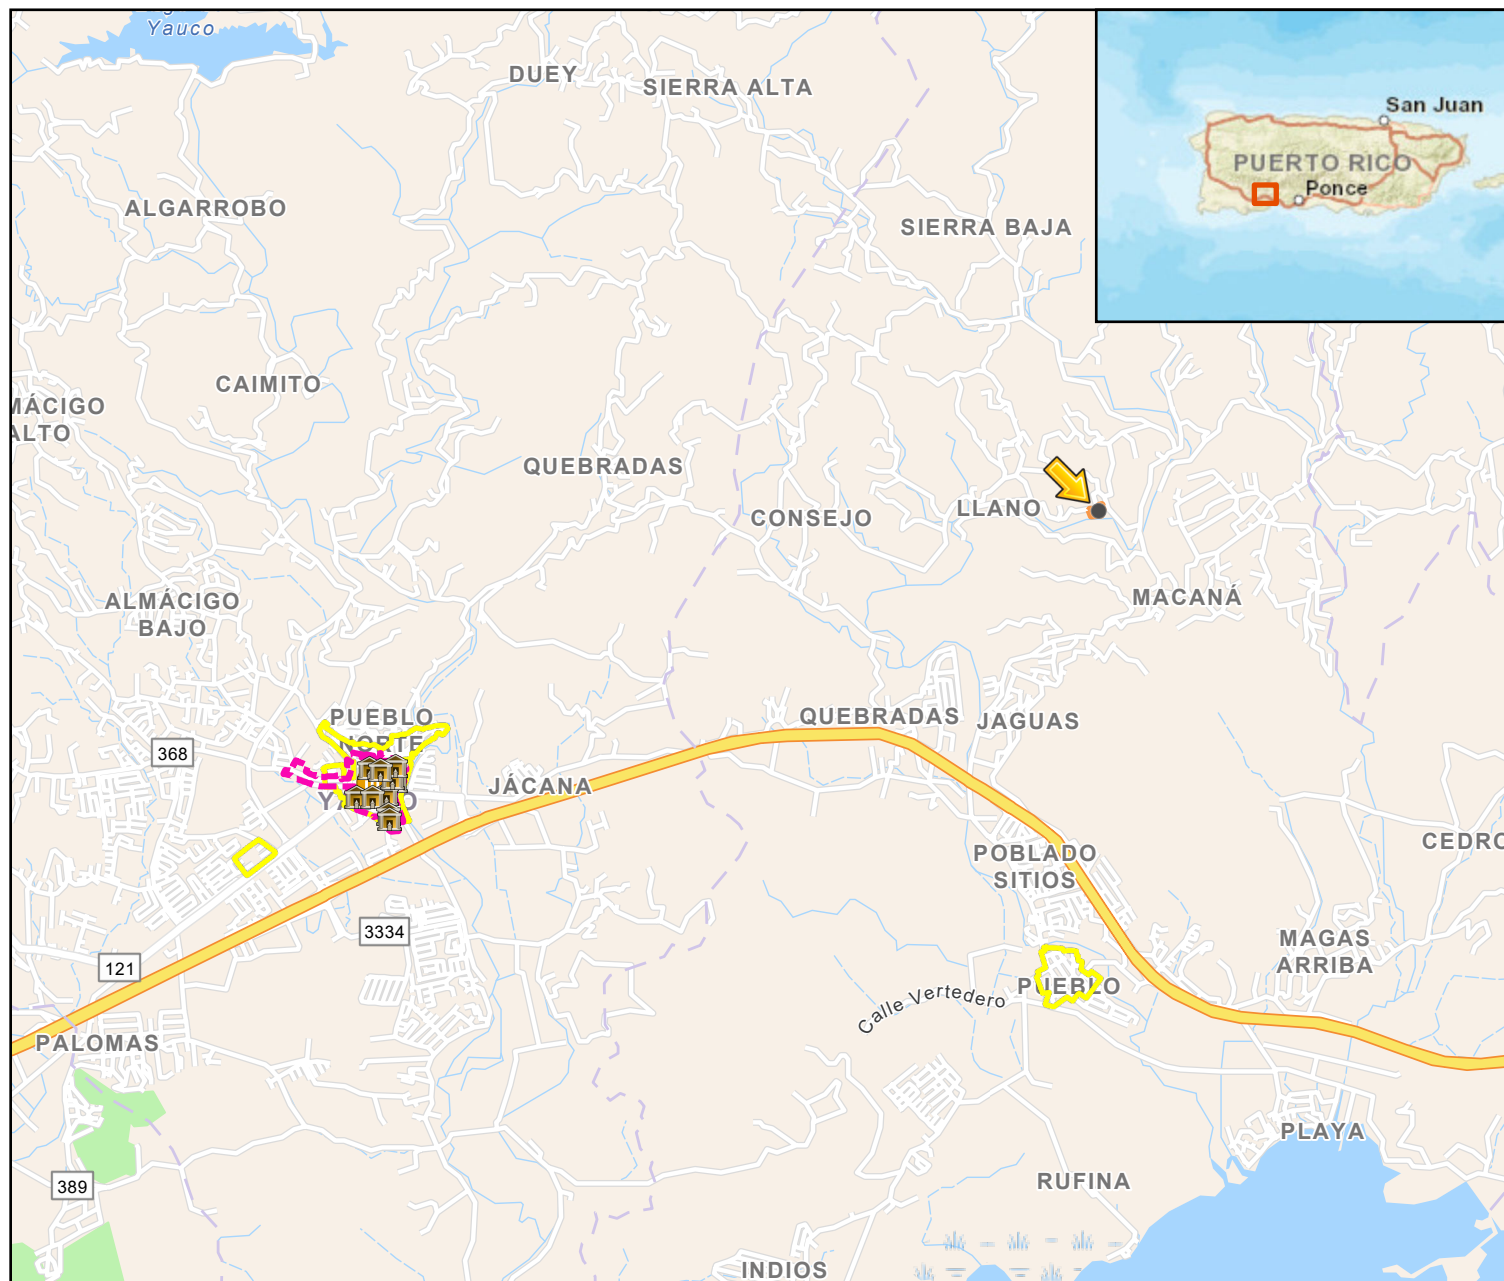 Yauco
DUEY
SIERRA ALTA
San Juan
PUERTO RICO
Ponce
ALGARROBO
SIERRA BAJA
CAIMITO
MÁCIGO
ALTO
QUEBRADAS
CONSEJO
LLANO
ALMÁCIGO
BAJO
MACANÁ
PUEBLO
NORTE
QUEBRADAS
JAGUAS
368
JÁCANA
CEDRO
POBLADO
SITIOS
3334
121
MAGAS
ARRIBA
PUEBLO
Calle Vertedero
PALOMAS
PLAYA
389
RUFINA
INDIOS